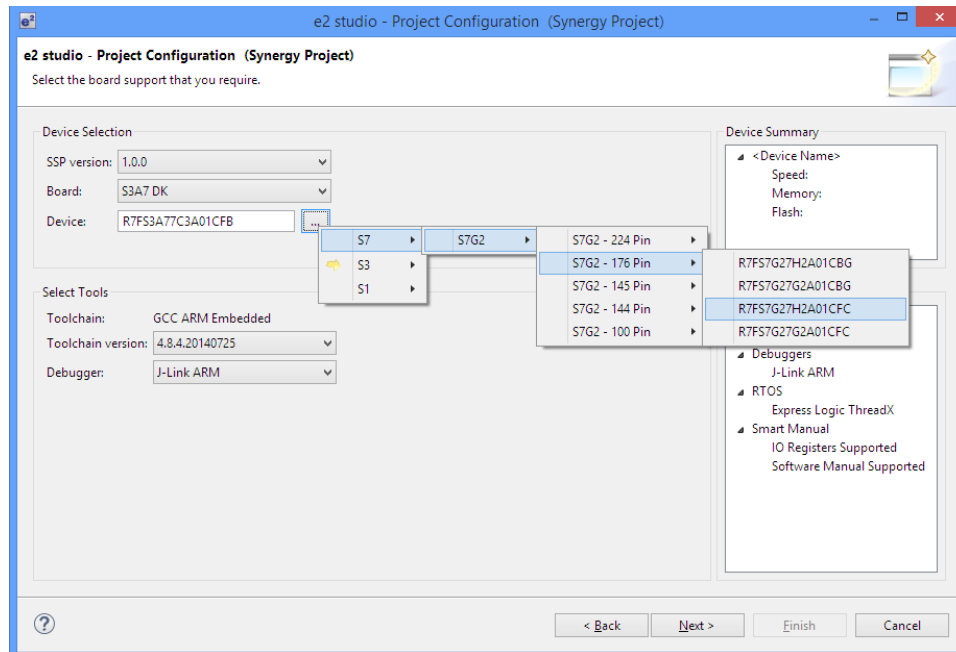 e² e2 studio - Project Configuration (Synergy Project)
e2 studio - Project Configuration (Synergy Project)
Select the board support that you require.
Device Selection
SSP version: 1.0.0
Board: S3A7 DK
Device: R7FS3A77C3A01CFB ...
S7
S3
S1
S7G2
S7G2 - 224 Pin
S7G2 - 176 Pin
S7G2 - 145 Pin
S7G2 - 144 Pin
S7G2 - 100 Pin
R7FS7G27H2A01CBG
R7FS7G27G2A01CBG
R7FS7G27H2A01CFC
R7FS7G27G2A01CFC
Device Summary
<Device Name>
Speed:
Memory:
Flash:
Select Tools
Toolchain: GCC ARM Embedded
Toolchain version: 4.8.4.20140725
Debugger: J-Link ARM
Debuggers
J-Link ARM
RTOS
Express Logic ThreadX
Smart Manual
IO Registers Supported
Software Manual Supported
?
< Back
Next >
Finish
Cancel